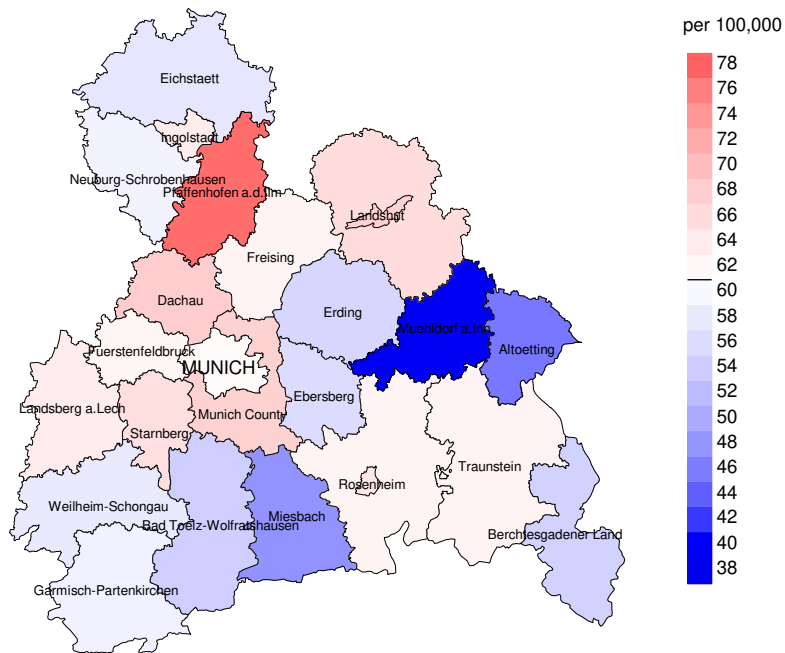 per 100,000
78
76
74
72
70
68
66
64
62
60
58
56
54
52
50
48
46
44
42
40
38
Eichstaett
Ingolstadt
Neuburg-Schrobenhausen
Pfaffenhofen a.d.Ilm
Landshut
Freising
Dachau
Erding
Muehldorf a.Inn
Altoetting
Fuerstenfeldbruck
MUNICH
Ebersberg
Landsberg a.Lech
Munich County
Starnberg
Traunstein
Rosenheim
Weilheim-Schongau
Miesbach
Bad Toelz-Wolfratshausen
Berchtesgadener Land
Garmisch-Partenkirchen